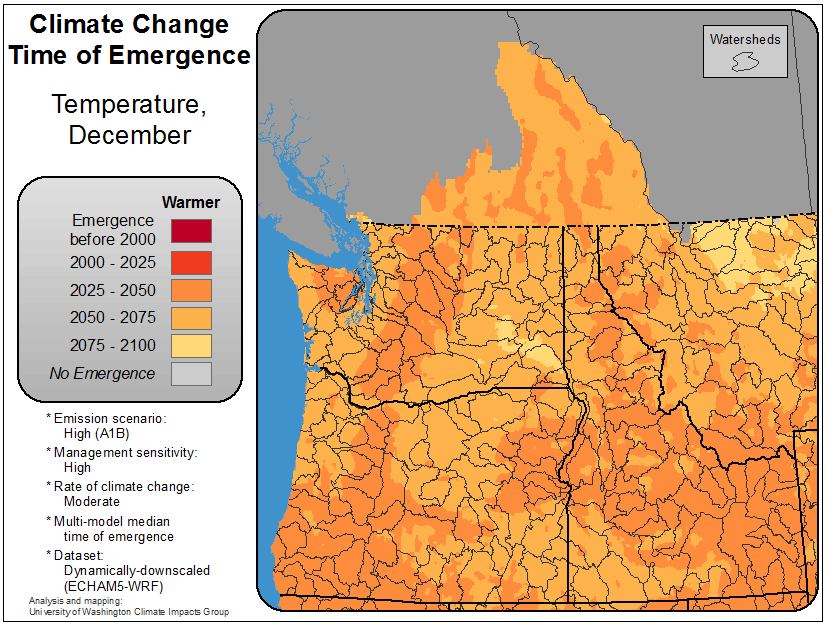 Climate Change
Time of Emergence
Temperature,
December
Warmer
Emergence
before 2000
2000 - 2025
2025 - 2050
2050 - 2075
2075 - 2100
No Emergence
* Emission scenario:
High (A1B)
* Management sensitivity:
High
* Rate of climate change:
Moderate
* Multi-model median
time of emergence
* Dataset:
Dynamically-downscaled
(ECHAM5-WRF)
Analysis and mapping:
University of Washington Climate Impacts Group
Watersheds